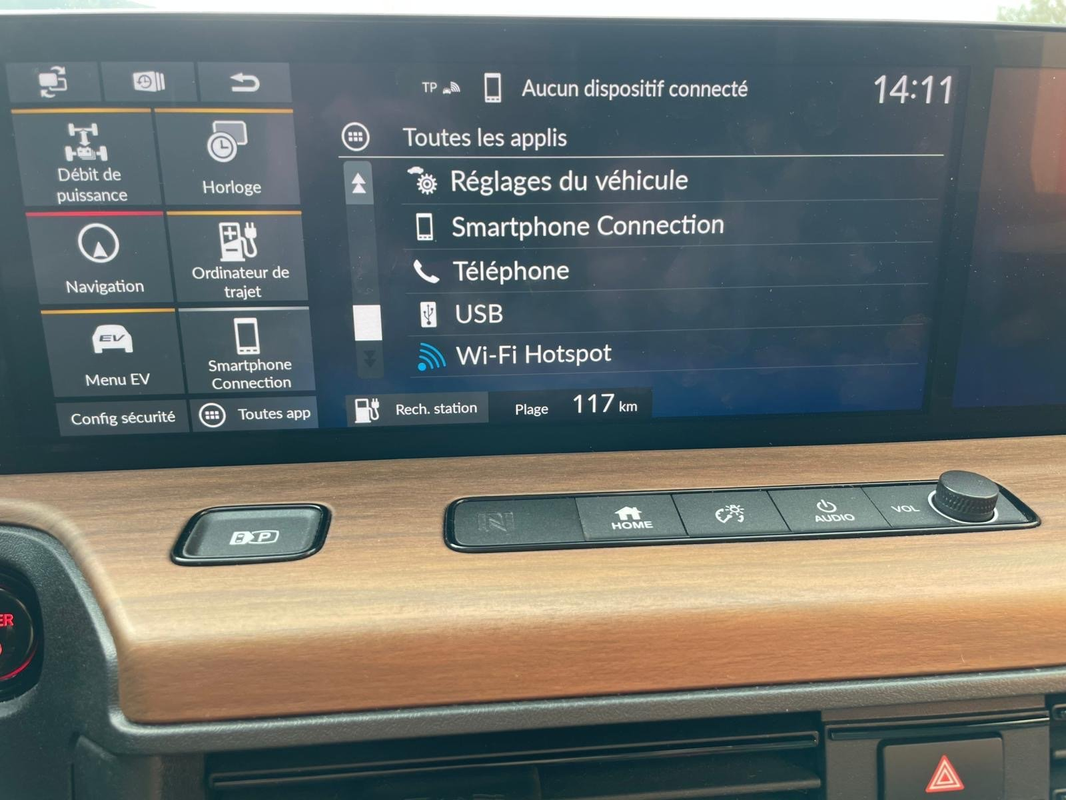 TP
Aucun dispositif connecté
14:11
Toutes les applis
Débit de
puissance
Horloge
Réglages du véhicule
Smartphone Connection
Navigation
Ordinateur de
trajet
Téléphone
USB
EV
Menu EV
Smartphone
Connection
Wi-Fi Hotspot
Config sécurité
Toutes app
Rech. station
Plage
117 km
P
HOME
AUDIO
VOL
ER